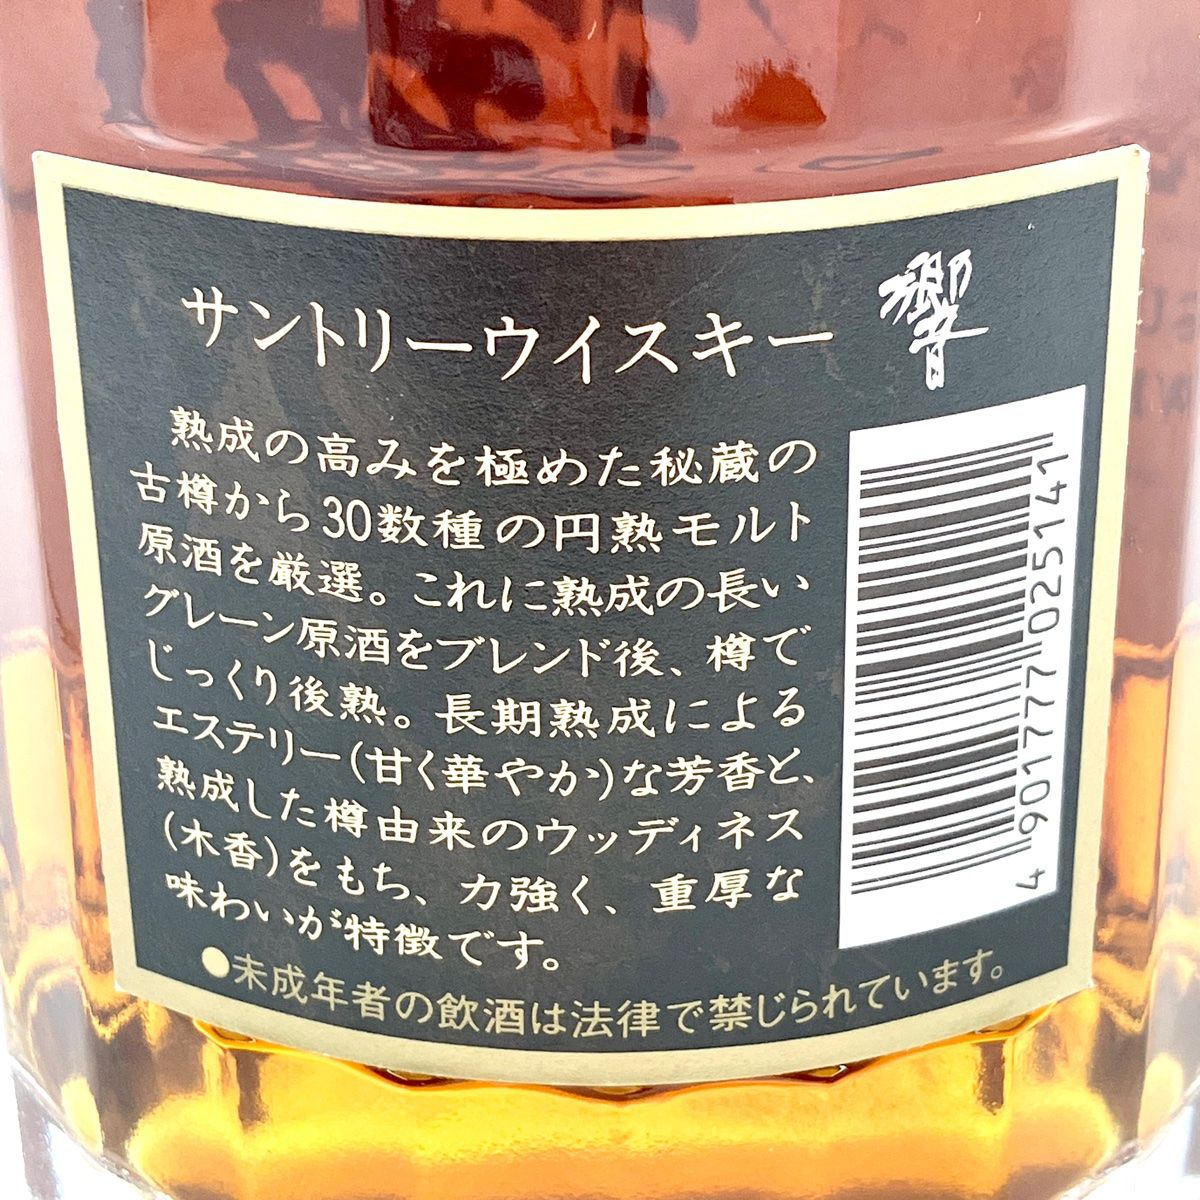 サントリーウイスキー 響
熟成の高みを極めた秘蔵の
古樽から30数種の円熟モルト
原酒を厳選。これに熟成の長い
グレーン原酒をブレンド後、樽で
じっくり後熟。長期熟成による
エステリー(甘く華やか)な芳香と、
熟成した樽由来のウッディネス
(木香)をもち、力強く、重厚な
味わいが特徴です。
●未成年者の飲酒は法律で禁じられています。
4 901777 025141